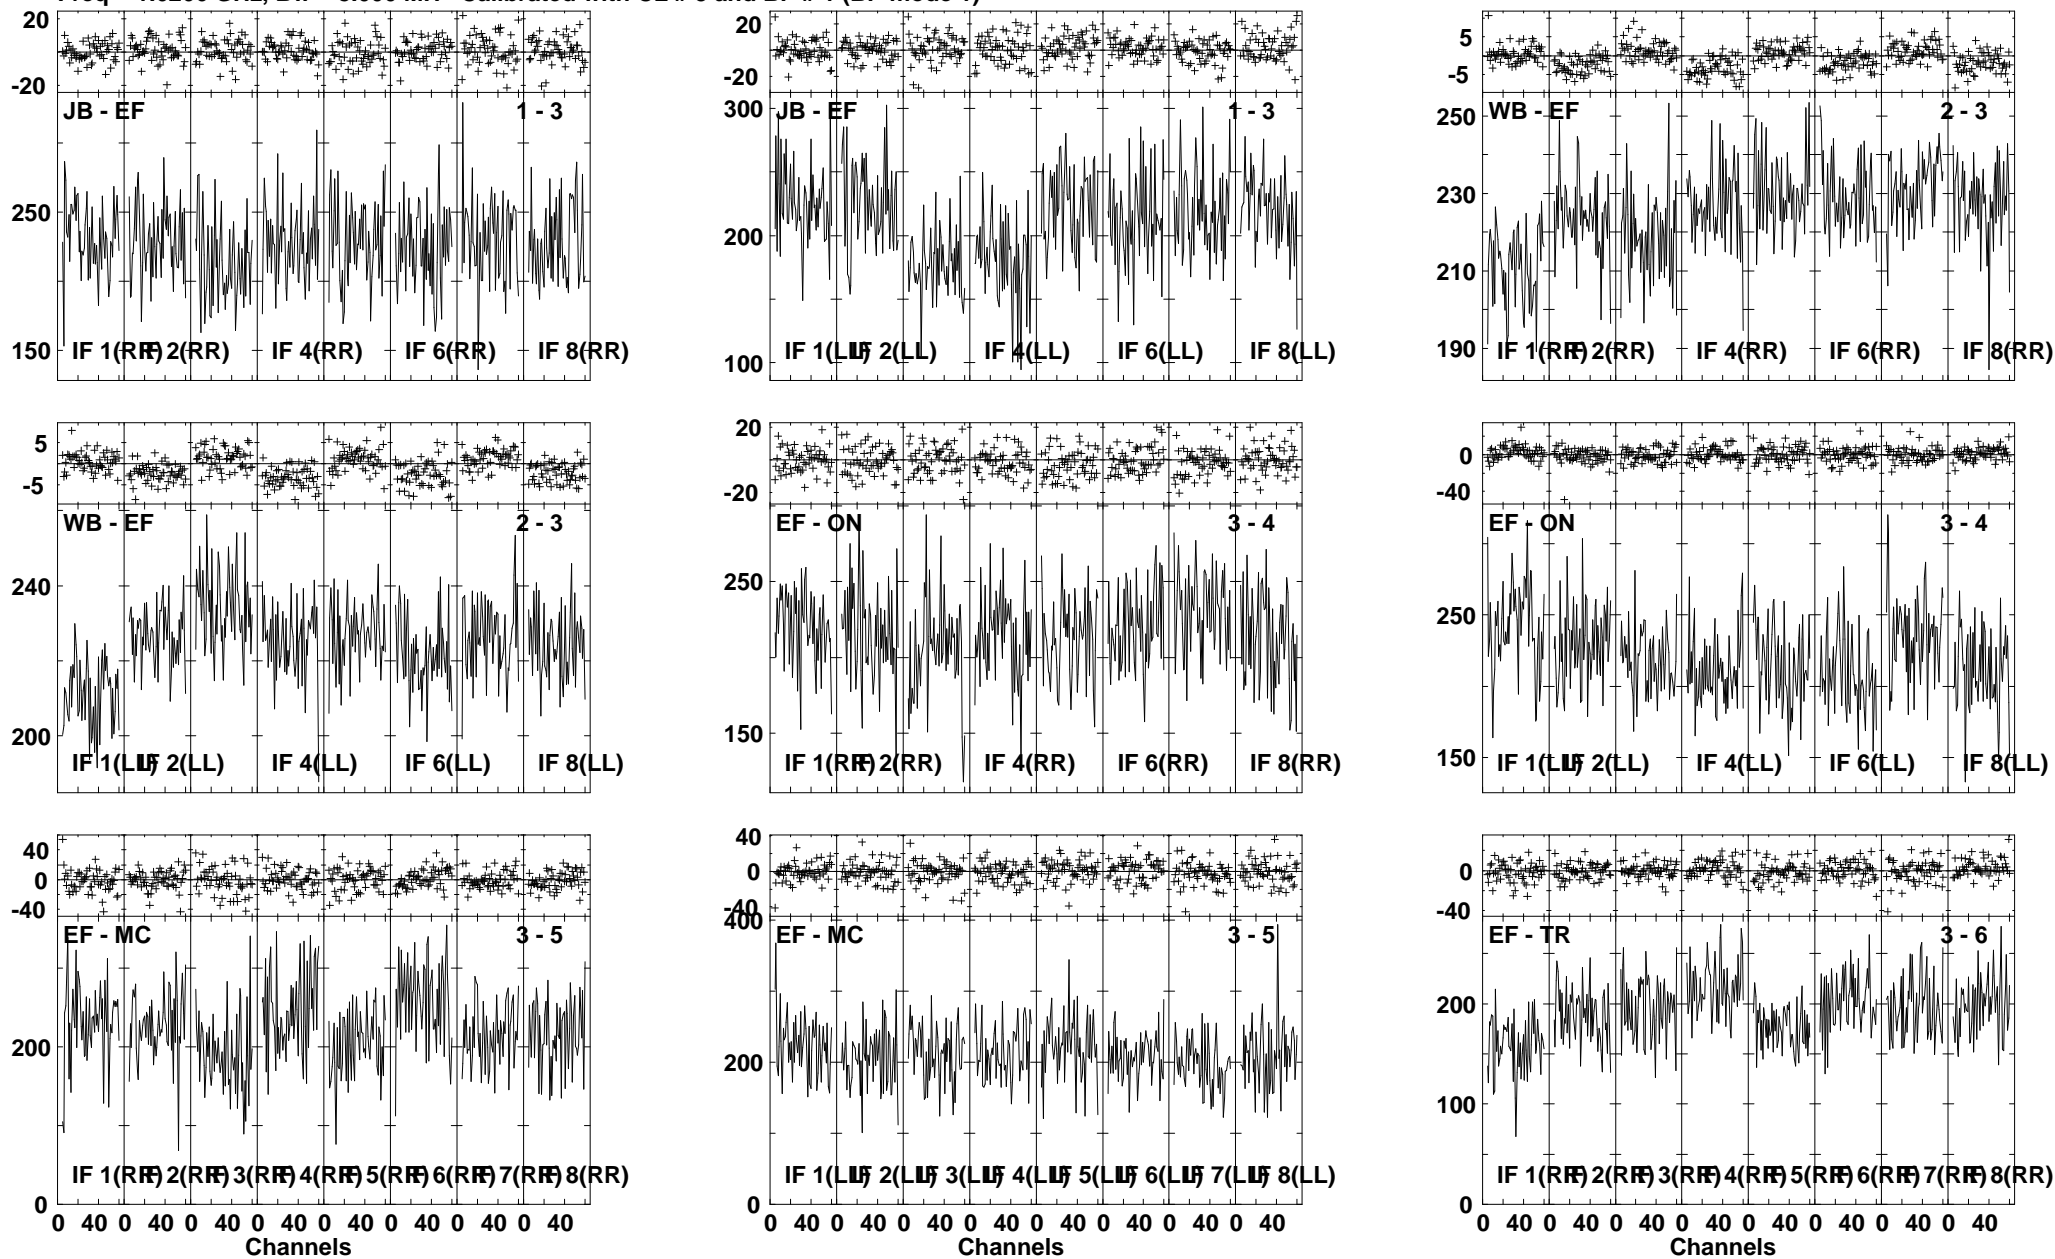 20
-20
JB - EF 1 - 3
250
150
IF 1(RR) IF 2(RR) IF 4(RR) IF 6(RR) IF 8(RR)
20
-20
300
JB - EF 1 - 3
200
100
IF 1(LL) IF 2(LL) IF 4(LL) IF 6(LL) IF 8(LL)
5
-5
250
WB - EF 2 - 3
230
210
190
IF 1(RR) IF 2(RR) IF 4(RR) IF 6(RR) IF 8(RR)
5
-5
WB - EF 2 - 3
240
200
IF 1(LL) IF 2(LL) IF 4(LL) IF 6(LL) IF 8(LL)
20
-20
EF - ON 3 - 4
250
150
IF 1(RR) IF 2(RR) IF 4(RR) IF 6(RR) IF 8(RR)
0
-40
EF - ON 3 - 4
250
150
IF 1(LL) IF 2(LL) IF 4(LL) IF 6(LL) IF 8(LL)
40
0
-40
EF - MC 3 - 5
200
0
IF 1(RR) IF 2(RR) IF 3(RR) IF 4(RR) IF 5(RR) IF 6(RR) IF 7(RR) IF 8(RR)
0 40 0 40 0 40 0 40 0 40 0 40 0 40 0 40
Channels
40
0
-40
400
EF - MC 3 - 5
200
0
IF 1(LL) IF 2(LL) IF 3(LL) IF 4(LL) IF 5(LL) IF 6(LL) IF 7(LL) IF 8(LL)
0 40 0 40 0 40 0 40 0 40 0 40 0 40 0 40
Channels
0
-40
EF - TR 3 - 6
200
100
0
IF 1(RR) IF 2(RR) IF 3(RR) IF 4(RR) IF 5(RR) IF 6(RR) IF 7(RR) IF 8(RR)
0 40 0 40 0 40 0 40 0 40 0 40 0 40 0 40
Channels